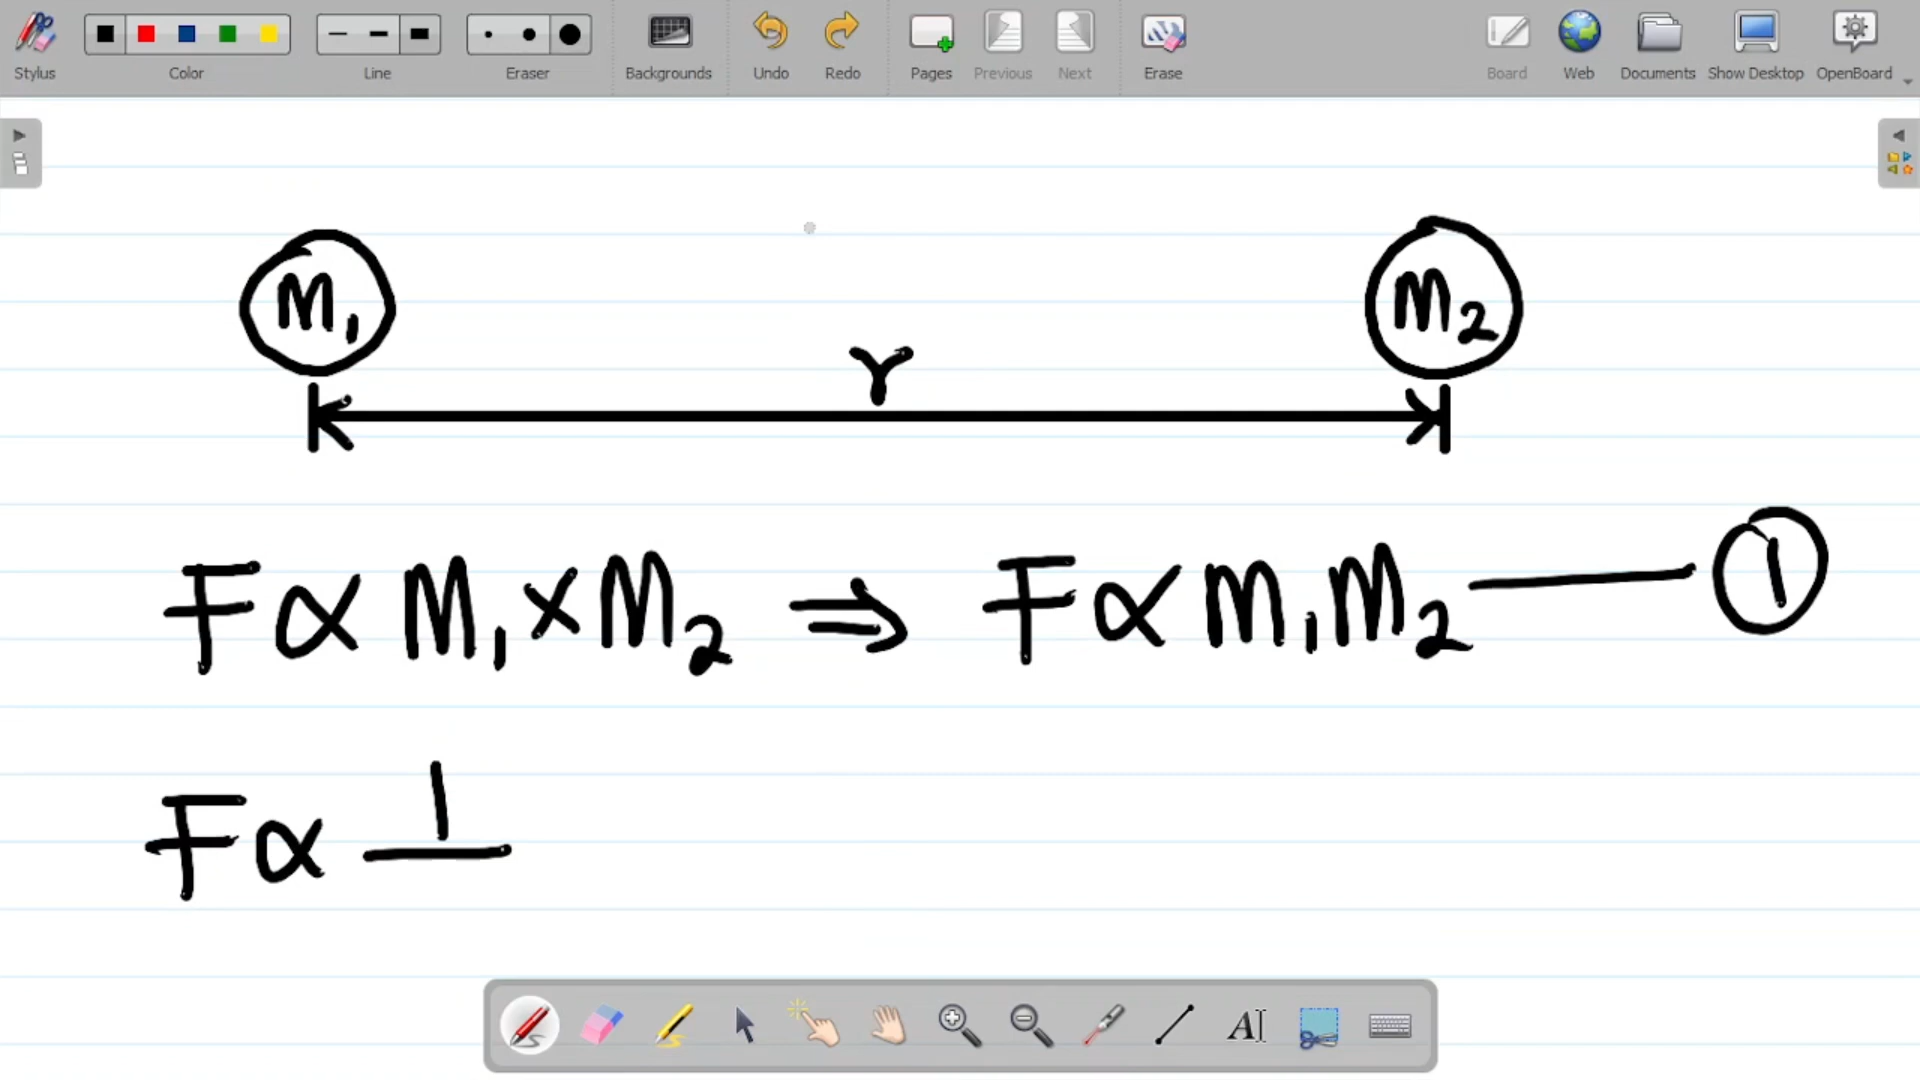 Stylus Color Line Eraser Backgrounds Undo Redo Pages Previous Next Erase Board Web Documents Show Desktop OpenBoard
M₁ M₂
r
F∝M₁×M₂ ⇒ F∝M₁M₂ — ①
F∝ 1/
AI